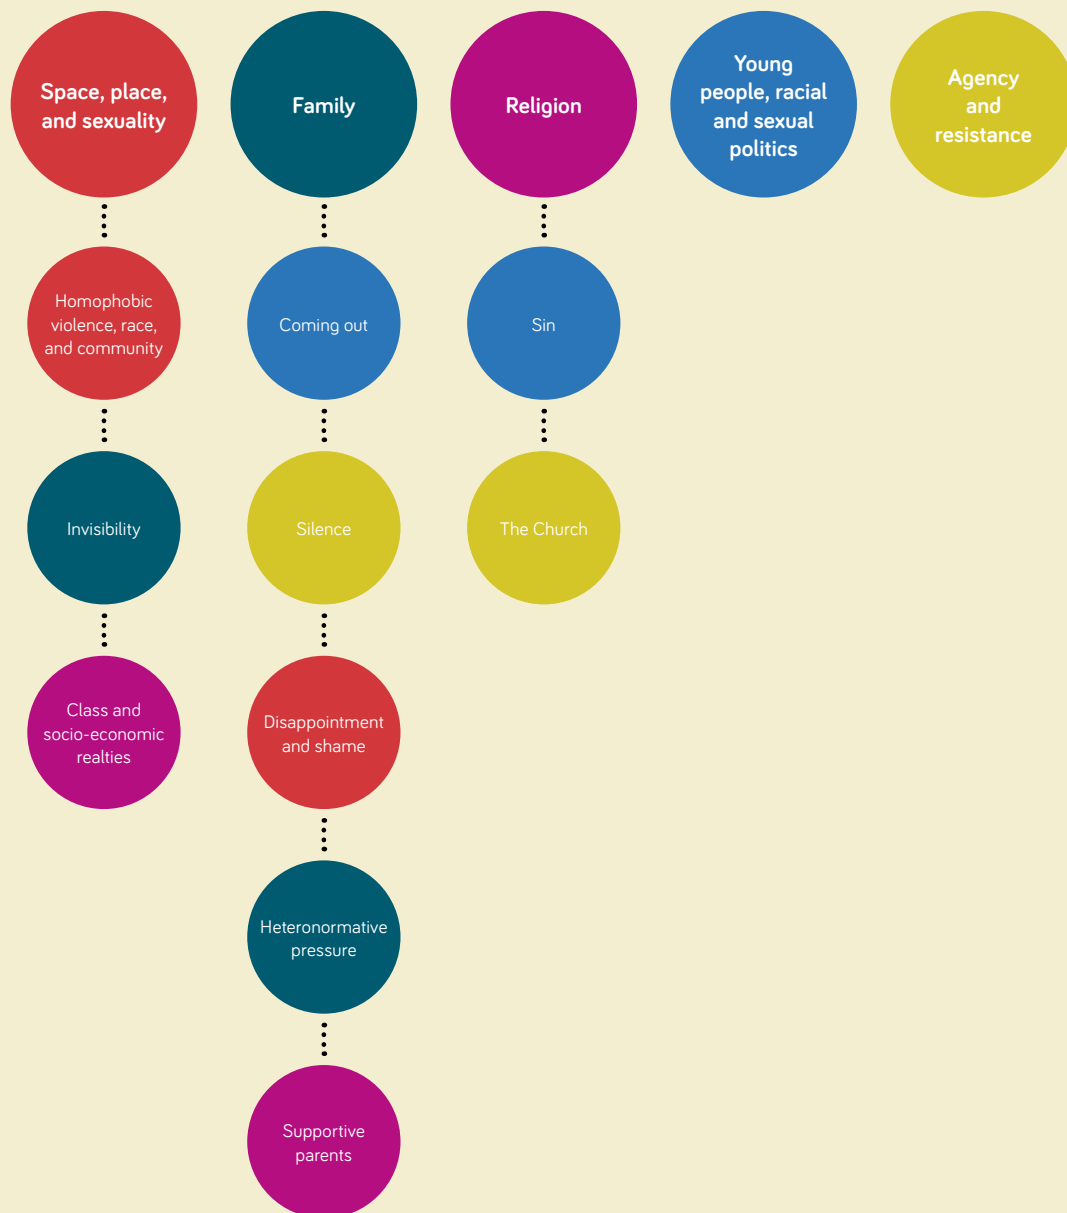 Space, place,
and sexuality
Family
Religion
Young
people, racial
and sexual
politics
Agency
and
resistance
Homophobic
violence, race,
and community
Coming out
Sin
Invisibility
Silence
The Church
Class and
socio-economic
realties
Disappointment
and shame
Heteronormative
pressure
Supportive
parents